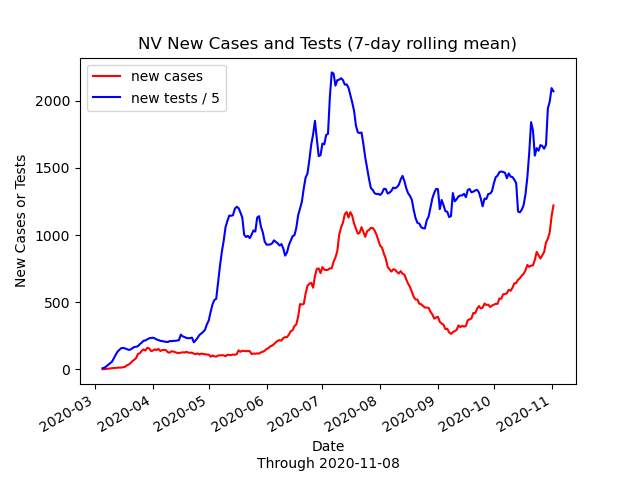 NV New Cases and Tests (7-day rolling mean)
new cases
new tests / 5
New Cases or Tests
2000
1500
1000
500
0
2020-03
2020-04
2020-05
2020-06
2020-07
2020-08
2020-09
2020-10
2020-11
Date
Through 2020-11-08